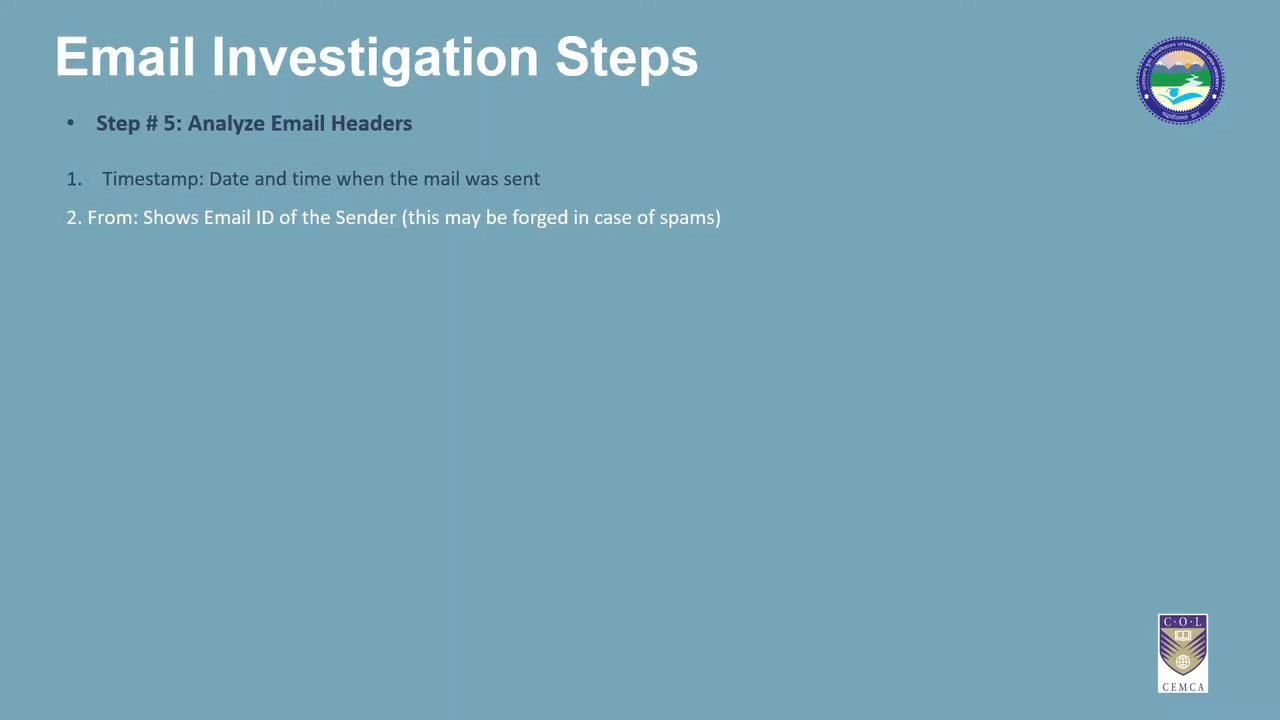 Email Investigation Steps
• Step # 5: Analyze Email Headers
1. Timestamp: Date and time when the mail was sent
2. From: Shows Email ID of the Sender (this may be forged in case of spams)
C·O·L
CEMCA